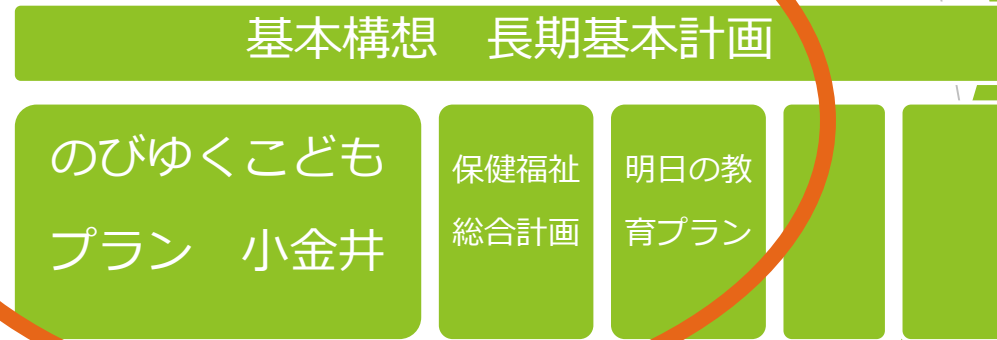 基本構想　長期基本計画
のびゆくこども
プラン　小金井
保健福祉
総合計画
明日の教
育プラン